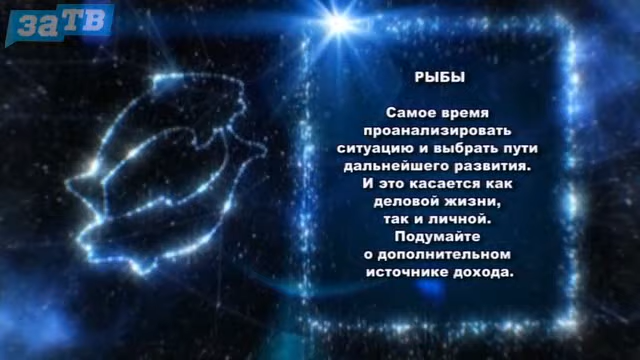 заТВ
РЫБЫ
Самое время
проанализировать
ситуацию и выбрать пути
дальнейшего развития.
И это касается как
деловой жизни,
так и личной.
Подумайте
о дополнительном
источнике дохода.